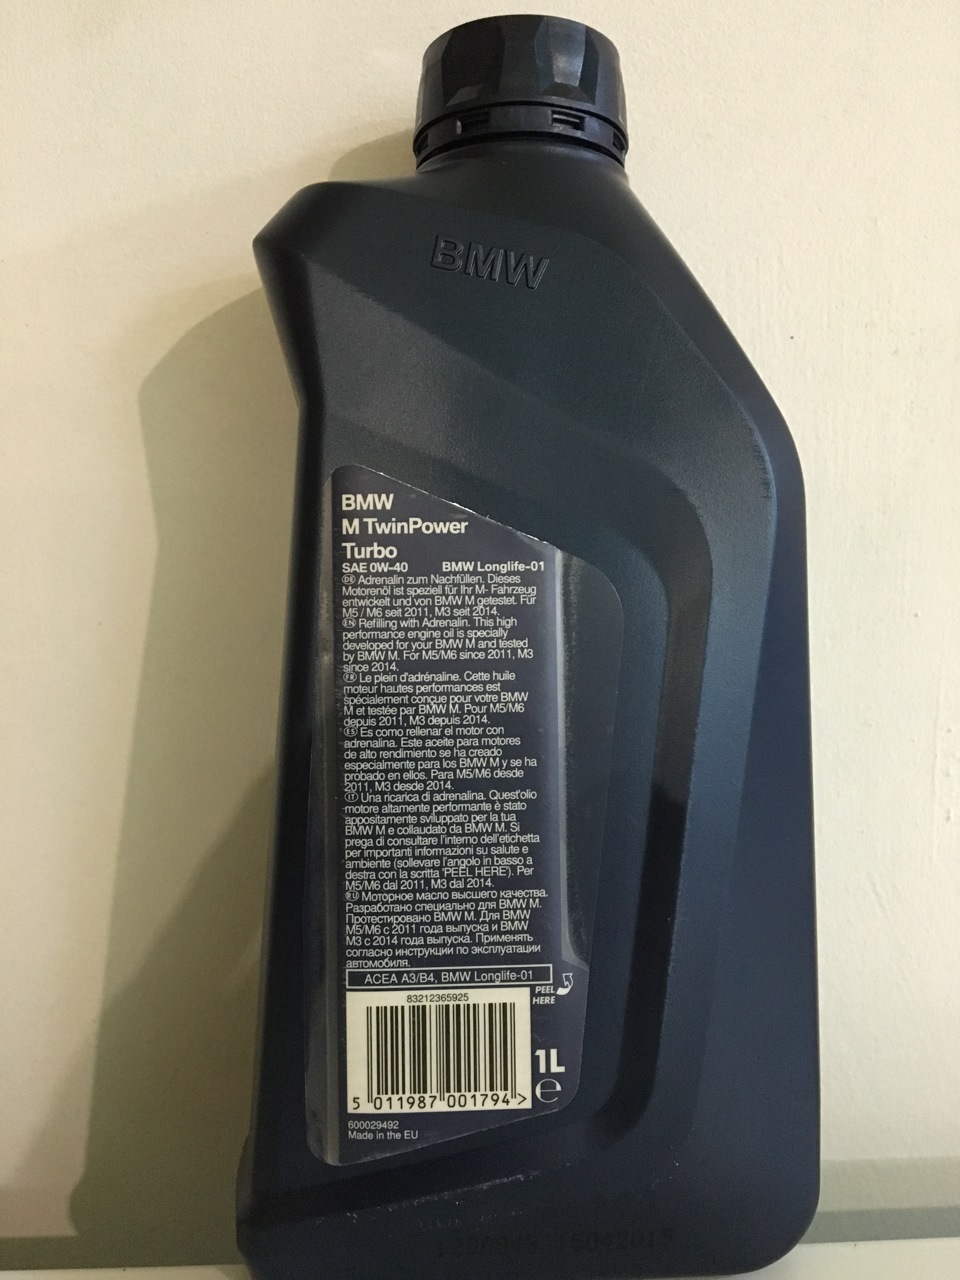 BMW
BMW
M TwinPower
Turbo
SAE 0W-40 BMW Longlife-01
DE Adrenalin zum Nachfüllen. Dieses
Motorenöl ist speziell für Ihr M- Fahrzeug
entwickelt und von BMW M getestet. Für
M5 / M6 seit 2011, M3 seit 2014.
EN Refilling with Adrenalin. This high
performance engine oil is specially
developed for your BMW M and tested
by BMW M. For M5/M6 since 2011, M3
since 2014.
FR Le plein d'adrénaline. Cette huile
moteur hautes performances est
spécialement conçue pour votre BMW
M et testée par BMW M. Pour M5/M6
depuis 2011, M3 depuis 2014.
ES Es como rellenar el motor con
adrenalina. Este aceite para motores
de alto rendimiento se ha creado
especialmente para los BMW M y se ha
probado en ellos. Para M5/M6 desde
2011, M3 desde 2014.
IT Una ricarica di adrenalina. Quest'olio
motore altamente performante è stato
appositamente sviluppato per la tua
BMW M e collaudato da BMW M. Si
prega di consultare l'interno dell'etichetta
per importanti informazioni su salute e
ambiente (sollevare l'angolo in basso a
destra con la scritta 'PEEL HERE'). Per
M5/M6 dal 2011, M3 dal 2014.
RU Моторное масло высшего качества.
Разработано специально для BMW M.
Протестировано BMW M. Для BMW
M5/M6 с 2011 года выпуска и BMW
M3 с 2014 года выпуска. Применять
согласно инструкции по эксплуатации
автомобиля.
ACEA A3/B4, BMW Longlife-01
PEEL
HERE
83212365925
1L
e
5 011987 001794 >
600029492
Made in the EU